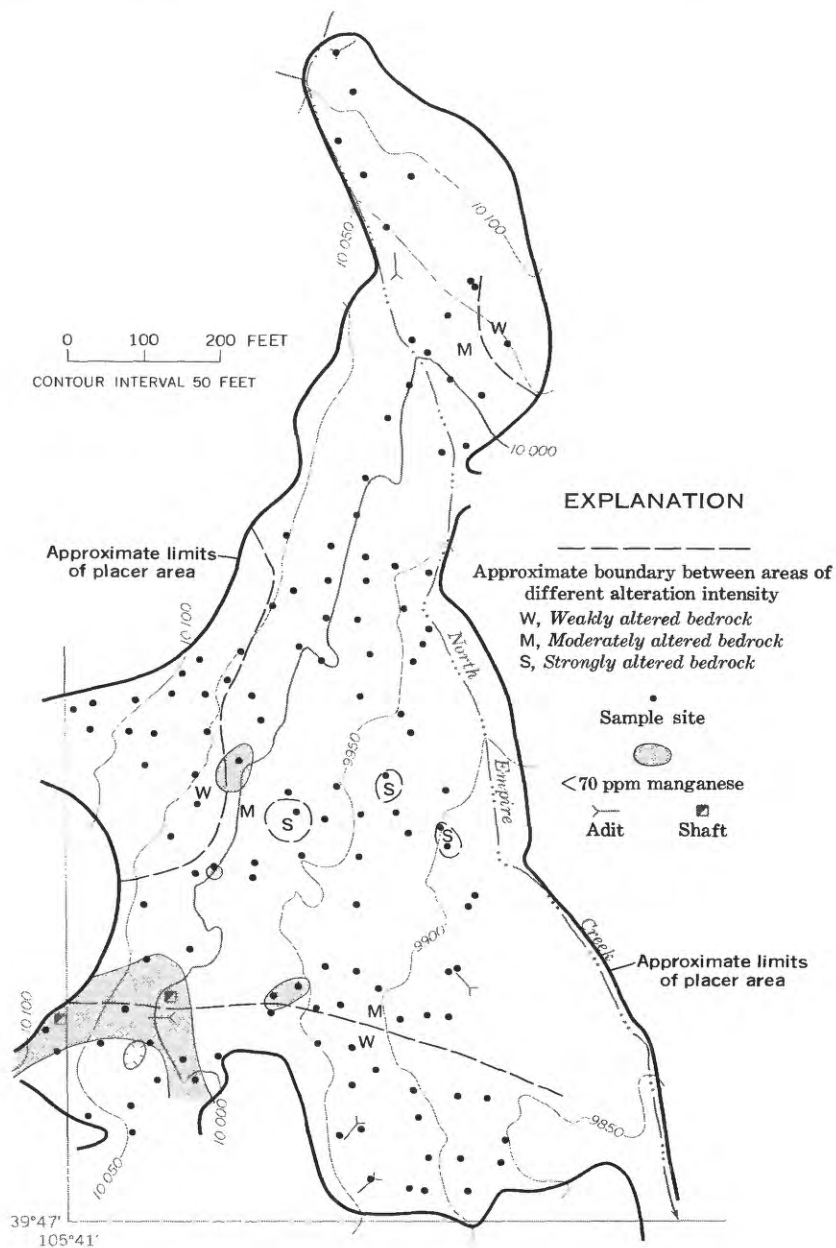 10 050
10 100
W
M
0 100 200 FEET
CONTOUR INTERVAL 50 FEET
10 000
EXPLANATION
Approximate limits
of placer area
Approximate boundary between areas of
different alteration intensity
W, Weakly altered bedrock
M, Moderately altered bedrock
S, Strongly altered bedrock
10 100
North
Sample site
9950
Empire
<70 ppm manganese
W
M
S
S
S
Adit Shaft
Creek
9900
Approximate limits
of placer area
10 100
M
W
10 000
9850
10 050
39°47'
105°41'